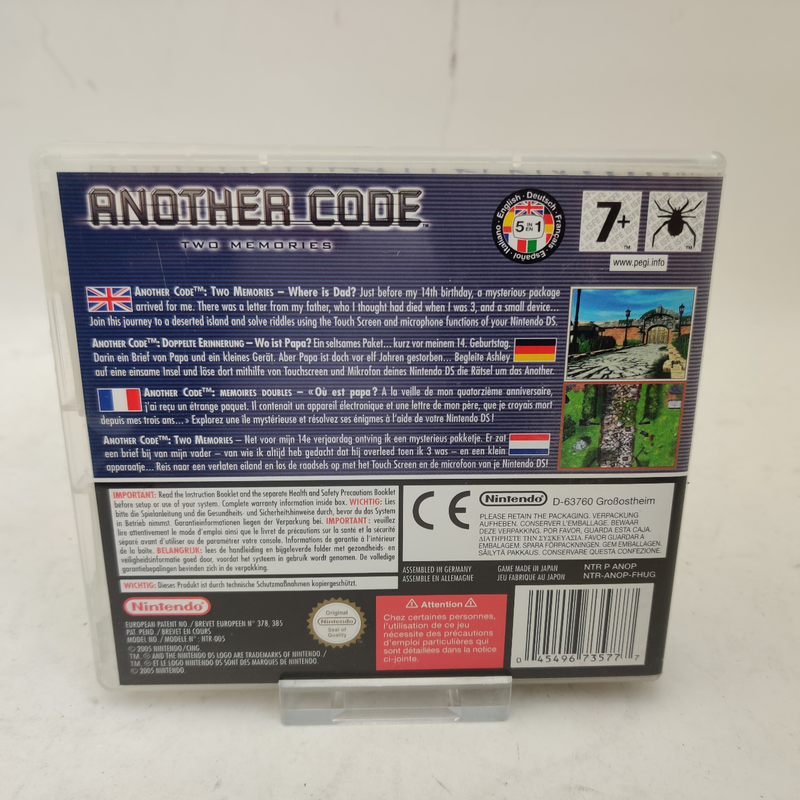 ANOTHER CODE™
TWO MEMORIES
English · Deutsch · Français · Español · Italiano
5 IN EN 1
7+
™
™
www.pegi.info
ANOTHER CODE™: TWO MEMORIES – Where is Dad? Just before my 14th birthday, a mysterious package
arrived for me. There was a letter from my father, who I thought had died when I was 3, and a small device...
Join this journey to a deserted island and solve riddles using the Touch Screen and microphone functions of your Nintendo DS.
ANOTHER CODE™: DOPPELTE ERINNERUNG – Wo ist Papa? Ein seltsames Paket... kurz vor meinem 14. Geburtstag.
Darin ein Brief von Papa und ein kleines Gerät. Aber Papa ist doch vor elf Jahren gestorben... Begleite Ashley
auf eine einsame Insel und löse dort mithilfe von Touchscreen und Mikrofon deines Nintendo DS die Rätsel um das Another.
ANOTHER CODE™: MEMOIRES DOUBLES – «Où est papa? A la veille de mon quatorzième anniversaire,
j'ai reçu un étrange paquet. Il contenait un appareil électronique et une lettre de mon père, que je croyais mort
depuis mes trois ans...» Explorez une île mystérieuse et résolvez ses énigmes à l'aide de votre Nintendo DS!
ANOTHER CODE™: TWO MEMORIES – Net voor mijn 14e verjaardag ontving ik een mysterieus pakketje. Er zat
een brief bij van mijn vader – van wie ik altijd heb gedacht dat hij overleed toen ik 3 was – en een klein
apparaatje... Reis naar een verlaten eiland en los de raadsels op met het Touch Screen en de microfoon van je Nintendo DS!
IMPORTANT: Read the Instruction Booklet and the separate Health and Safety Precautions Booklet
before setup or use of your system. Complete warranty information inside box. WICHTIG: Lies
bitte die Spielanleitung und die Gesundheits- und Sicherheitshinweise durch, bevor du das System
in Betrieb nimmst. Garantieinformationen liegen der Verpackung bei. IMPORTANT: veuillez
lire attentivement le mode d'emploi ainsi que le livret de précautions sur la santé et la sécurité
séparé avant d'utiliser ou de paramétrer votre console. Informations de garantie à l'intérieur
de la boîte. BELANGRIJK: lees de handleiding en bijgeleverde folder met gezondheids- en
veiligheidsinformatie goed door, voordat je systeem in gebruik wordt genomen. De volledige
garantiebepalingen bevinden zich in de verpakking.
WICHTIG: Dieses Produkt ist durch technische Schutzmaßnahmen kopiergeschützt.
CE
Nintendo® D-63760 Großostheim
PLEASE RETAIN THE PACKAGING. VERPACKUNG
AUFHEBEN. CONSERVER L'EMBALLAGE. BEWAAR
DEZE VERPAKKING. POR FAVOR, GUARDA ESTA CAJA.
ΔΙΑΤΗΡΗΣΤΕ ΤΗΝ ΣΥΣΚΕΥΑΣΙΑ. FAVOR GUARDAR A
EMBALAGEM. SPARA FÖRPACKNINGEN. GEM EMBALLAGEN.
SÄILYTÄ PAKKAUS. CONSERVARE QUESTA CONFEZIONE.
ASSEMBLED IN GERMANY
ASSEMBLE EN ALLEMAGNE
GAME MADE IN JAPAN
JEU FABRIQUE AU JAPON
NTR P ANOP
NTR-ANOP-FHUG
Nintendo®
EUROPEAN PATENT NO / BREVET EUROPEEN N° 378, 385
PAT. PEND / BREVET EN COURS
MODEL NO / MODELE N°: NTR-005
© 2005 NINTENDO/CING.
TM, ® AND THE NINTENDO DS LOGO ARE TRADEMARKS OF NINTENDO /
TM, ® ET LE LOGO NINTENDO DS SONT DES MARQUES DE NINTENDO.
© 2005 NINTENDO.
Original
Nintendo
Seal of
Quality
⚠ Attention ⚠
Chez certaines personnes,
l'utilisation de ce jeu
nécessite des précautions
d'emploi particulières qui
sont détaillées dans la notice
ci-jointe.
0 45496 73577 7